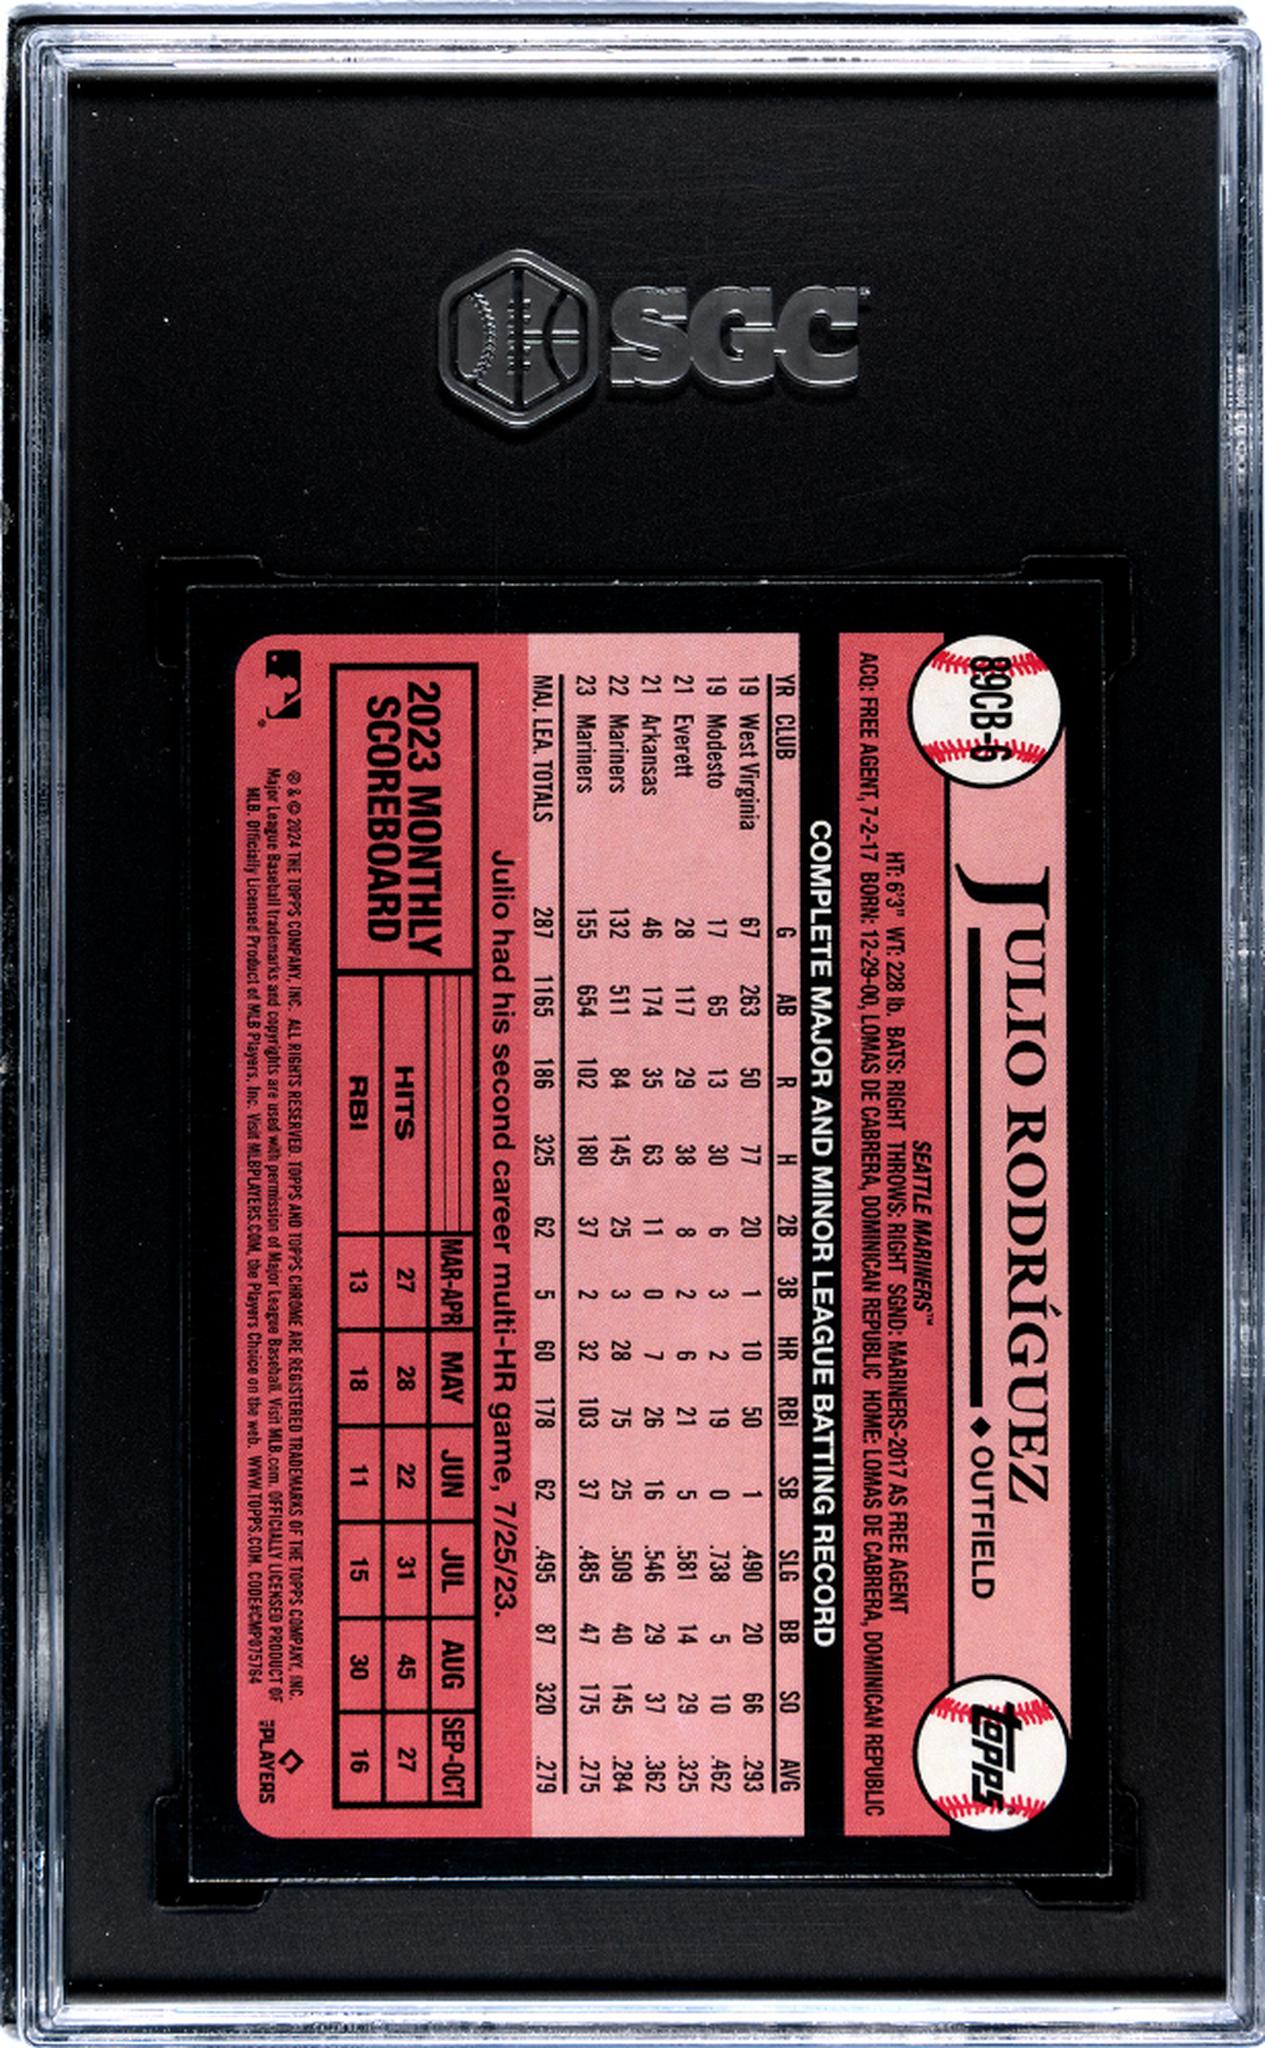 SGC
89CB-6
JULIO RODRÍGUEZ
◆ OUTFIELD
topps
SEATTLE MARINERS™
HT: 6'3" WT: 228 lb. BATS: RIGHT THROWS: RIGHT SGND: MARINERS-2017 AS FREE AGENT
ACQ: FREE AGENT, 7-2-17 BORN: 12-29-00, LOMAS DE CABRERA, DOMINICAN REPUBLIC HOME: LOMAS DE CABRERA, DOMINICAN REPUBLIC
COMPLETE MAJOR AND MINOR LEAGUE BATTING RECORD
YR CLUB G AB R H 2B 3B HR RBI SB SLG BB SO AVG
19 West Virginia 67 263 50 77 20 1 10 50 1 .490 20 66 .293
19 Modesto 17 65 13 30 6 3 2 19 0 .738 5 10 .462
21 Everett 28 117 29 38 8 2 6 21 5 .581 14 29 .325
21 Arkansas 46 174 35 63 11 0 7 26 16 .546 29 37 .362
22 Mariners 132 511 84 145 25 3 28 75 25 .509 40 145 .284
23 Mariners 155 654 102 180 37 2 32 103 37 .485 47 175 .275
MAJ. LEA. TOTALS 287 1165 186 325 62 5 60 178 62 .495 87 320 .279
Julio had his second career multi-HR game, 7/25/23.
2023 MONTHLY
SCOREBOARD
MAR-APR MAY JUN JUL AUG SEP-OCT
HITS 27 28 22 31 45 27
RBI 13 18 11 15 30 16
® & © 2024 THE TOPPS COMPANY, INC. ALL RIGHTS RESERVED. TOPPS AND TOPPS CHROME ARE REGISTERED TRADEMARKS OF THE TOPPS COMPANY, INC.
Major League Baseball trademarks and copyrights are used with permission of Major League Baseball. Visit MLB.com. OFFICIALLY LICENSED PRODUCT OF
MLB. Officially Licensed Product of MLB Players, Inc. Visit MLBPLAYERS.COM, the Players Choice on the web. WWW.TOPPS.COM. CODE#CMP075764
MLB PLAYERS